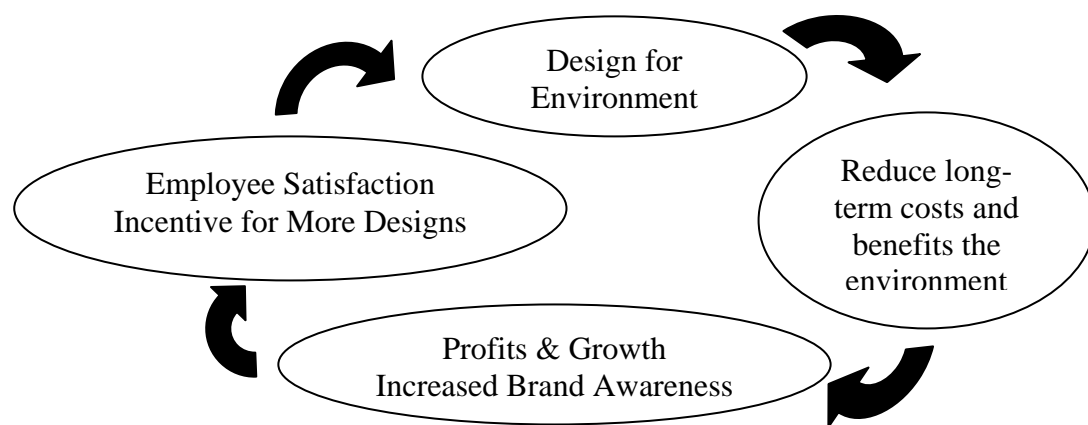 Design for
Environment
Employee Satisfaction
Incentive for More Designs
Reduce long-
term costs and
benefits the
environment
Profits & Growth
Increased Brand Awareness